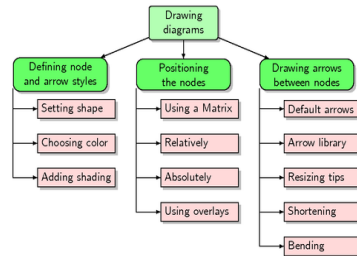 Drawing
diagrams
Defining node
and arrow styles
Setting shape
Choosing color
Adding shading
Positioning
the nodes
Using a Matrix
Relatively
Absolutely
Using overlays
Drawing arrows
between nodes
Default arrows
Arrow library
Resizing tips
Shortening
Bending